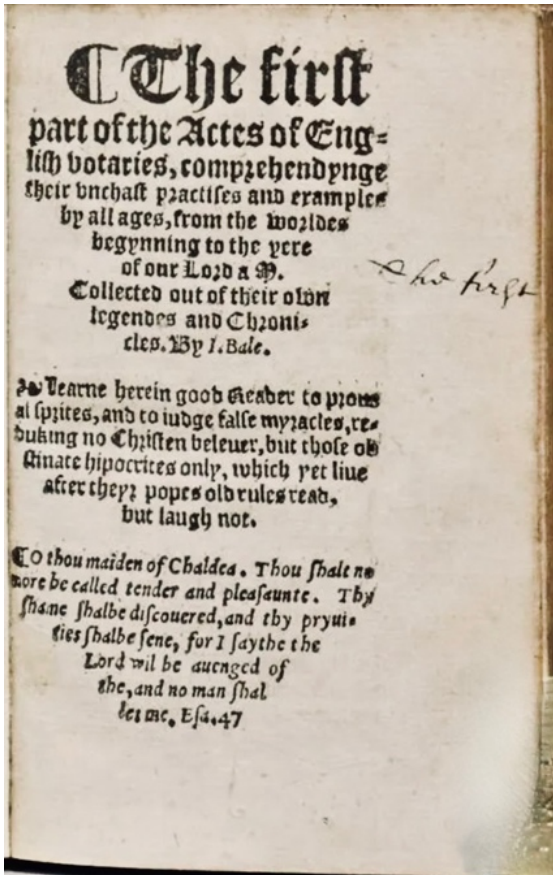 The first
part of the Actes of Eng=
lish votaries, comprehendynge
their vnchast practises and examples
by all ages, from the worldes
begynning to the yere
of our Lord a M.
Collected out of their own
legendes and Chroni=
cles. By I. Bale.
the first
Learne herein good Reader to proue
al sprites, and to iudge false myracles, re=
buking no Christen beleuer, but those ob
stinate hipocrites only, which yet liue
after theyr popes old rules read,
but laugh not.
O thou maiden of Chaldea. Thou shalt no
more be called tender and pleasaunte. Thy
shame shalbe discouered, and thy pryui=
ties shalbe sene, for I saythe the
Lord wil be auenged of
the, and no man shal
let me. Esa. 47